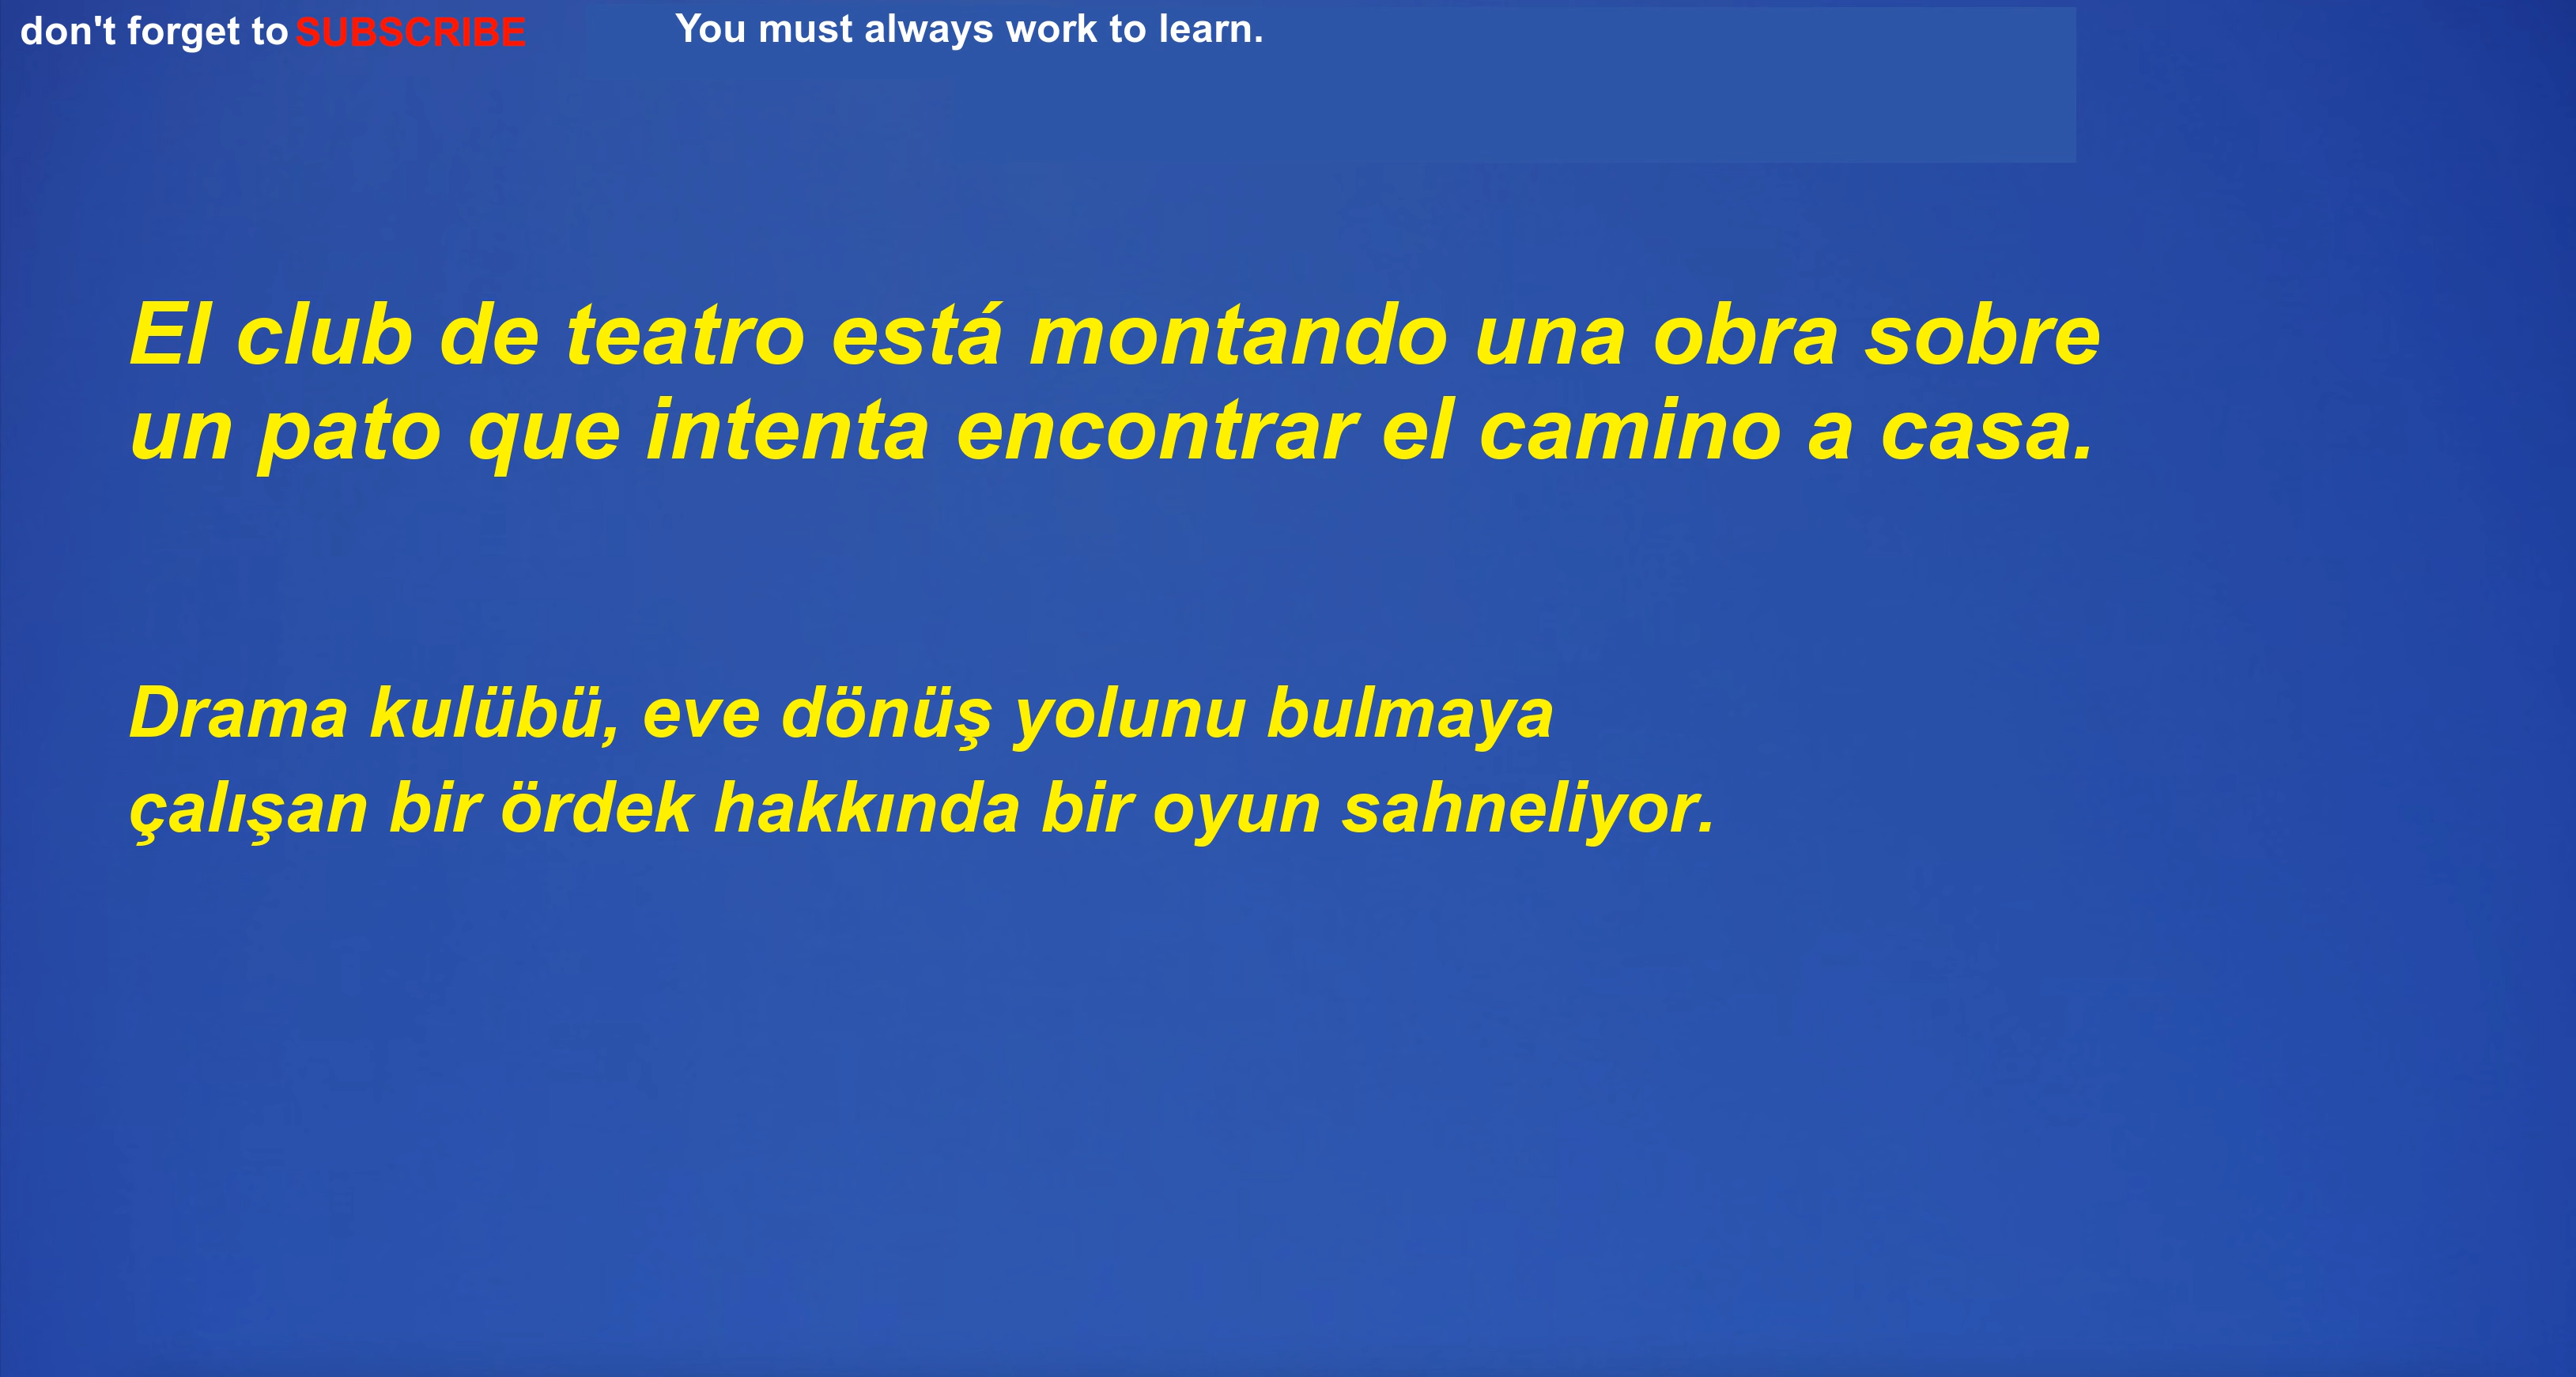 don't forget to SUBSCRIBE
You must always work to learn.
El club de teatro está montando una obra sobre
un pato que intenta encontrar el camino a casa.
Drama kulübü, eve dönüş yolunu bulmaya
çalışan bir ördek hakkında bir oyun sahneliyor.